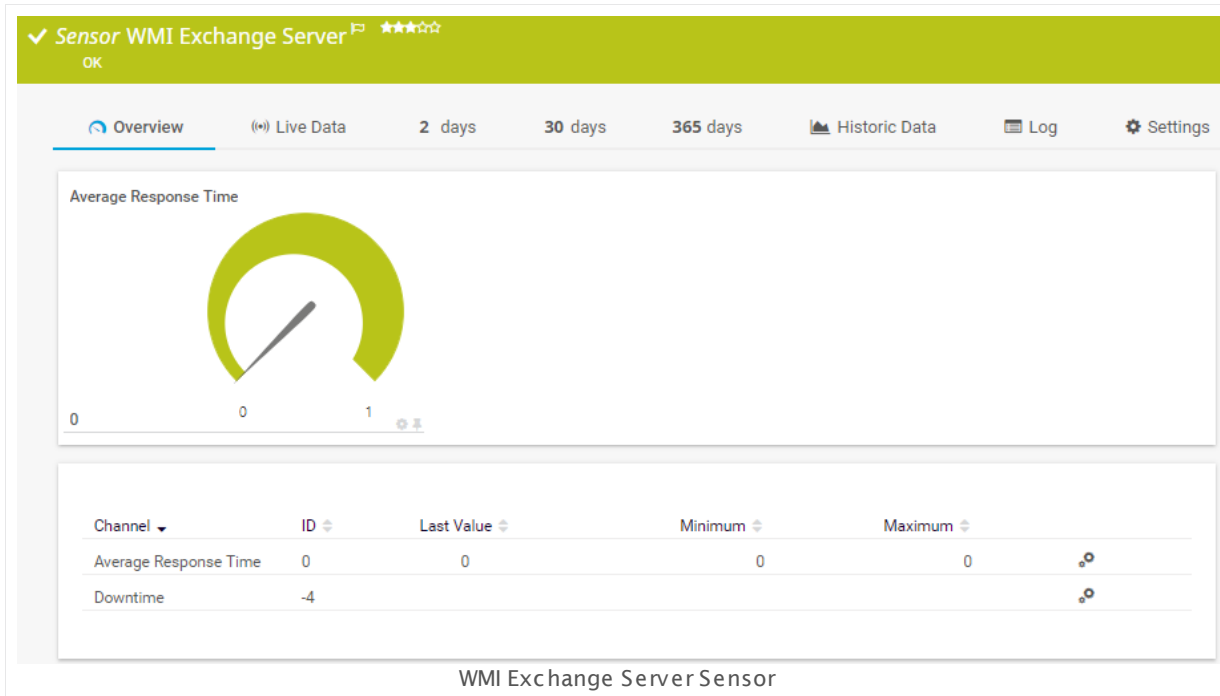 Sensor WMI Exchange Server
OK
Overview Live Data 2 days 30 days 365 days Historic Data Log Settings
Average Response Time
0 1
0
Channel ID Last Value Minimum Maximum
Average Response Time 0 0 0 0
Downtime -4
WMI Exchange Server Sensor